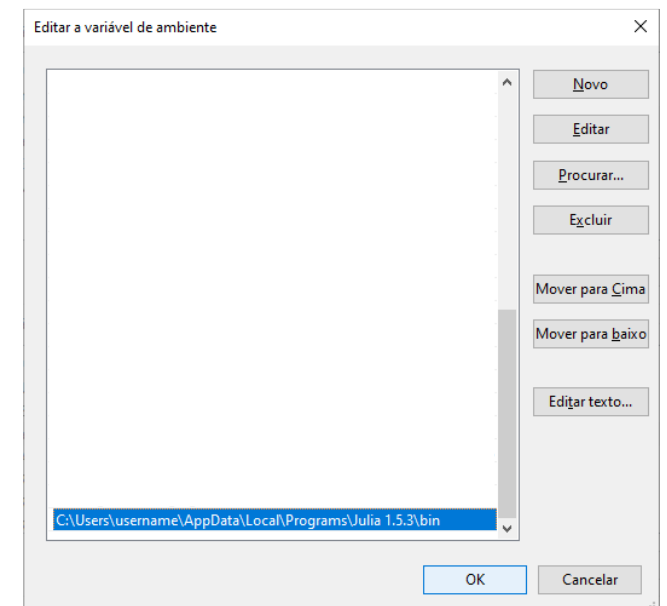 Editar a variável de ambiente
Novo
Editar
Procurar...
Excluir
Mover para Cima
Mover para baixo
Editar texto...
C:\Users\username\AppData\Local\Programs\Julia 1.5.3\bin
OK
Cancelar